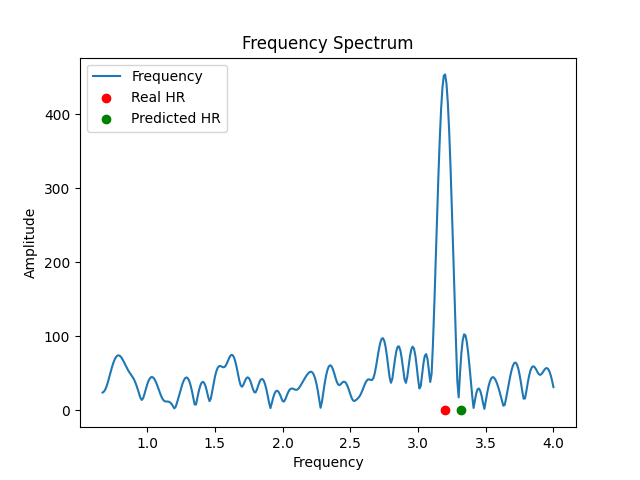 Frequency Spectrum
Frequency
Real HR
Predicted HR
Amplitude
400
300
200
100
0
1.0 1.5 2.0 2.5 3.0 3.5 4.0
Frequency